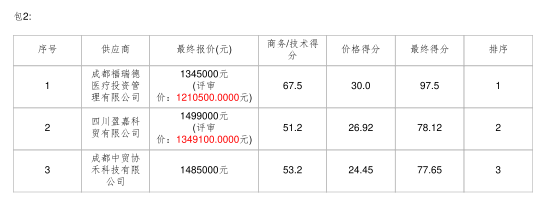 包2:
序号 供应商 最终报价(元) 商务/技术得分 价格得分 最终得分 排序
1 成都福瑞德医疗投资管理有限公司 1345000元(评审价：1210500.0000元) 67.5 30.0 97.5 1
2 四川盈嘉科贸有限公司 1499000元(评审价：1349100.0000元) 51.2 26.92 78.12 2
3 成都中贸协禾科技有限公司 1485000元 53.2 24.45 77.65 3